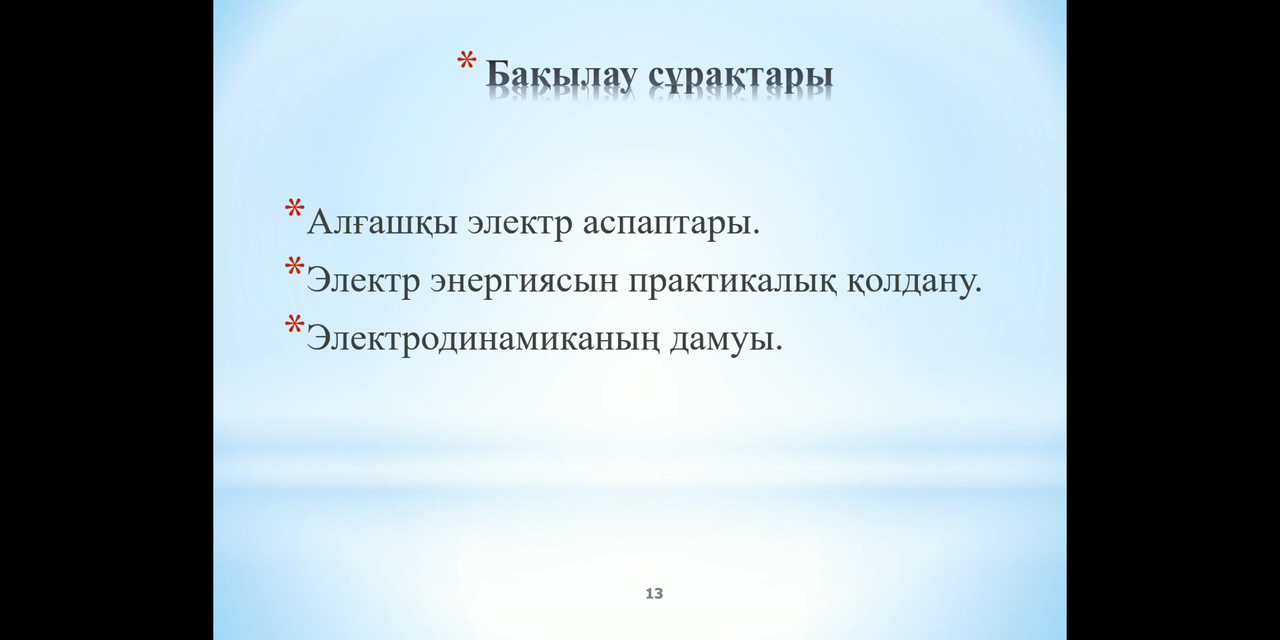 * Бақылау сұрақтары
* Алғашқы электр аспаптары.
* Электр энергиясын практикалық қолдану.
* Электродинамиканың дамуы.
13